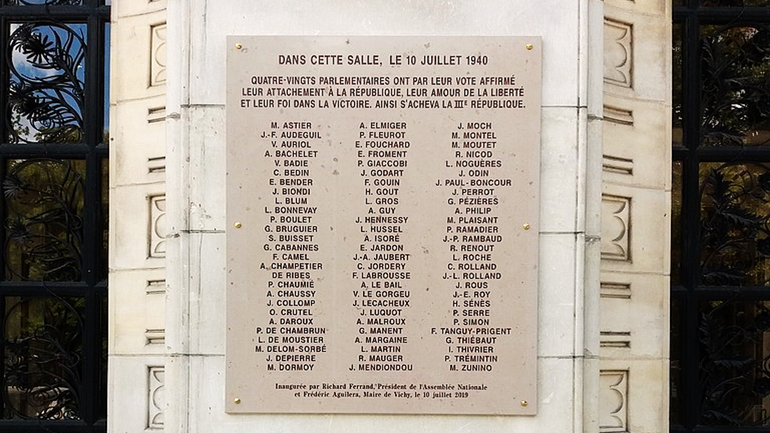 DANS CETTE SALLE, LE 10 JUILLET 1940
QUATRE-VINGTS PARLEMENTAIRES ONT PAR LEUR VOTE AFFIRMÉ
LEUR ATTACHEMENT À LA RÉPUBLIQUE, LEUR AMOUR DE LA LIBERTÉ
ET LEUR FOI DANS LA VICTOIRE. AINSI S'ACHEVA LA IIIE RÉPUBLIQUE.
M. ASTIER
J.-F. AUDEGUIL
V. AURIOL
A. BACHELET
V. BADIE
C. BEDIN
E. BENDER
J. BIONDI
L. BLUM
L. BONNEVAY
P. BOULET
G. BRUGUIER
S. BUISSET
G. CABANNES
F. CAMEL
A. CHAMPETIER
DE RIBES
P. CHAUMIÉ
A. CHAUSSY
J. COLLOMP
O. CRUTEL
A. DAROUX
P. DE CHAMBRUN
L. DE MOUSTIER
M. DELOM-SORBÉ
J. DEPIERRE
M. DORMOY
A. ELMIGER
P. FLEUROT
E. FOUCHARD
E. FROMENT
P. GIACOBBI
J. GODART
F. GOUIN
H. GOUT
L. GROS
A. GUY
J. HENNESSY
L. HUSSEL
A. ISORÉ
E. JARDON
J.-A. JAUBERT
C. JORDERY
F. LABROUSSE
A. LE BAIL
V. LE GORGEU
J. LECACHEUX
J. LUQUOT
A. MALROUX
G. MANENT
A. MARGAINE
L. MARTIN
R. MAUGER
J. MENDIONDOU
J. MOCH
M. MONTEL
M. MOUTET
R. NICOD
L. NOGUÈRES
J. ODIN
J. PAUL-BONCOUR
J. PERROT
G. PÉZIÈRES
A. PHILIP
M. PLAISANT
P. RAMADIER
J.-P. RAMBAUD
R. RENOUT
L. ROCHE
C. ROLLAND
J.-L. ROLLAND
J. ROUS
J.-E. ROY
H. SÉNÈS
P. SERRE
P. SIMON
F. TANGUY-PRIGENT
G. THIÉBAUT
I. THIVRIER
P. TRÉMINTIN
M. ZUNINO
Inaugurée par Richard Ferrand, Président de l'Assemblée Nationale
et Frédéric Aguilera, Maire de Vichy, le 10 juillet 2019